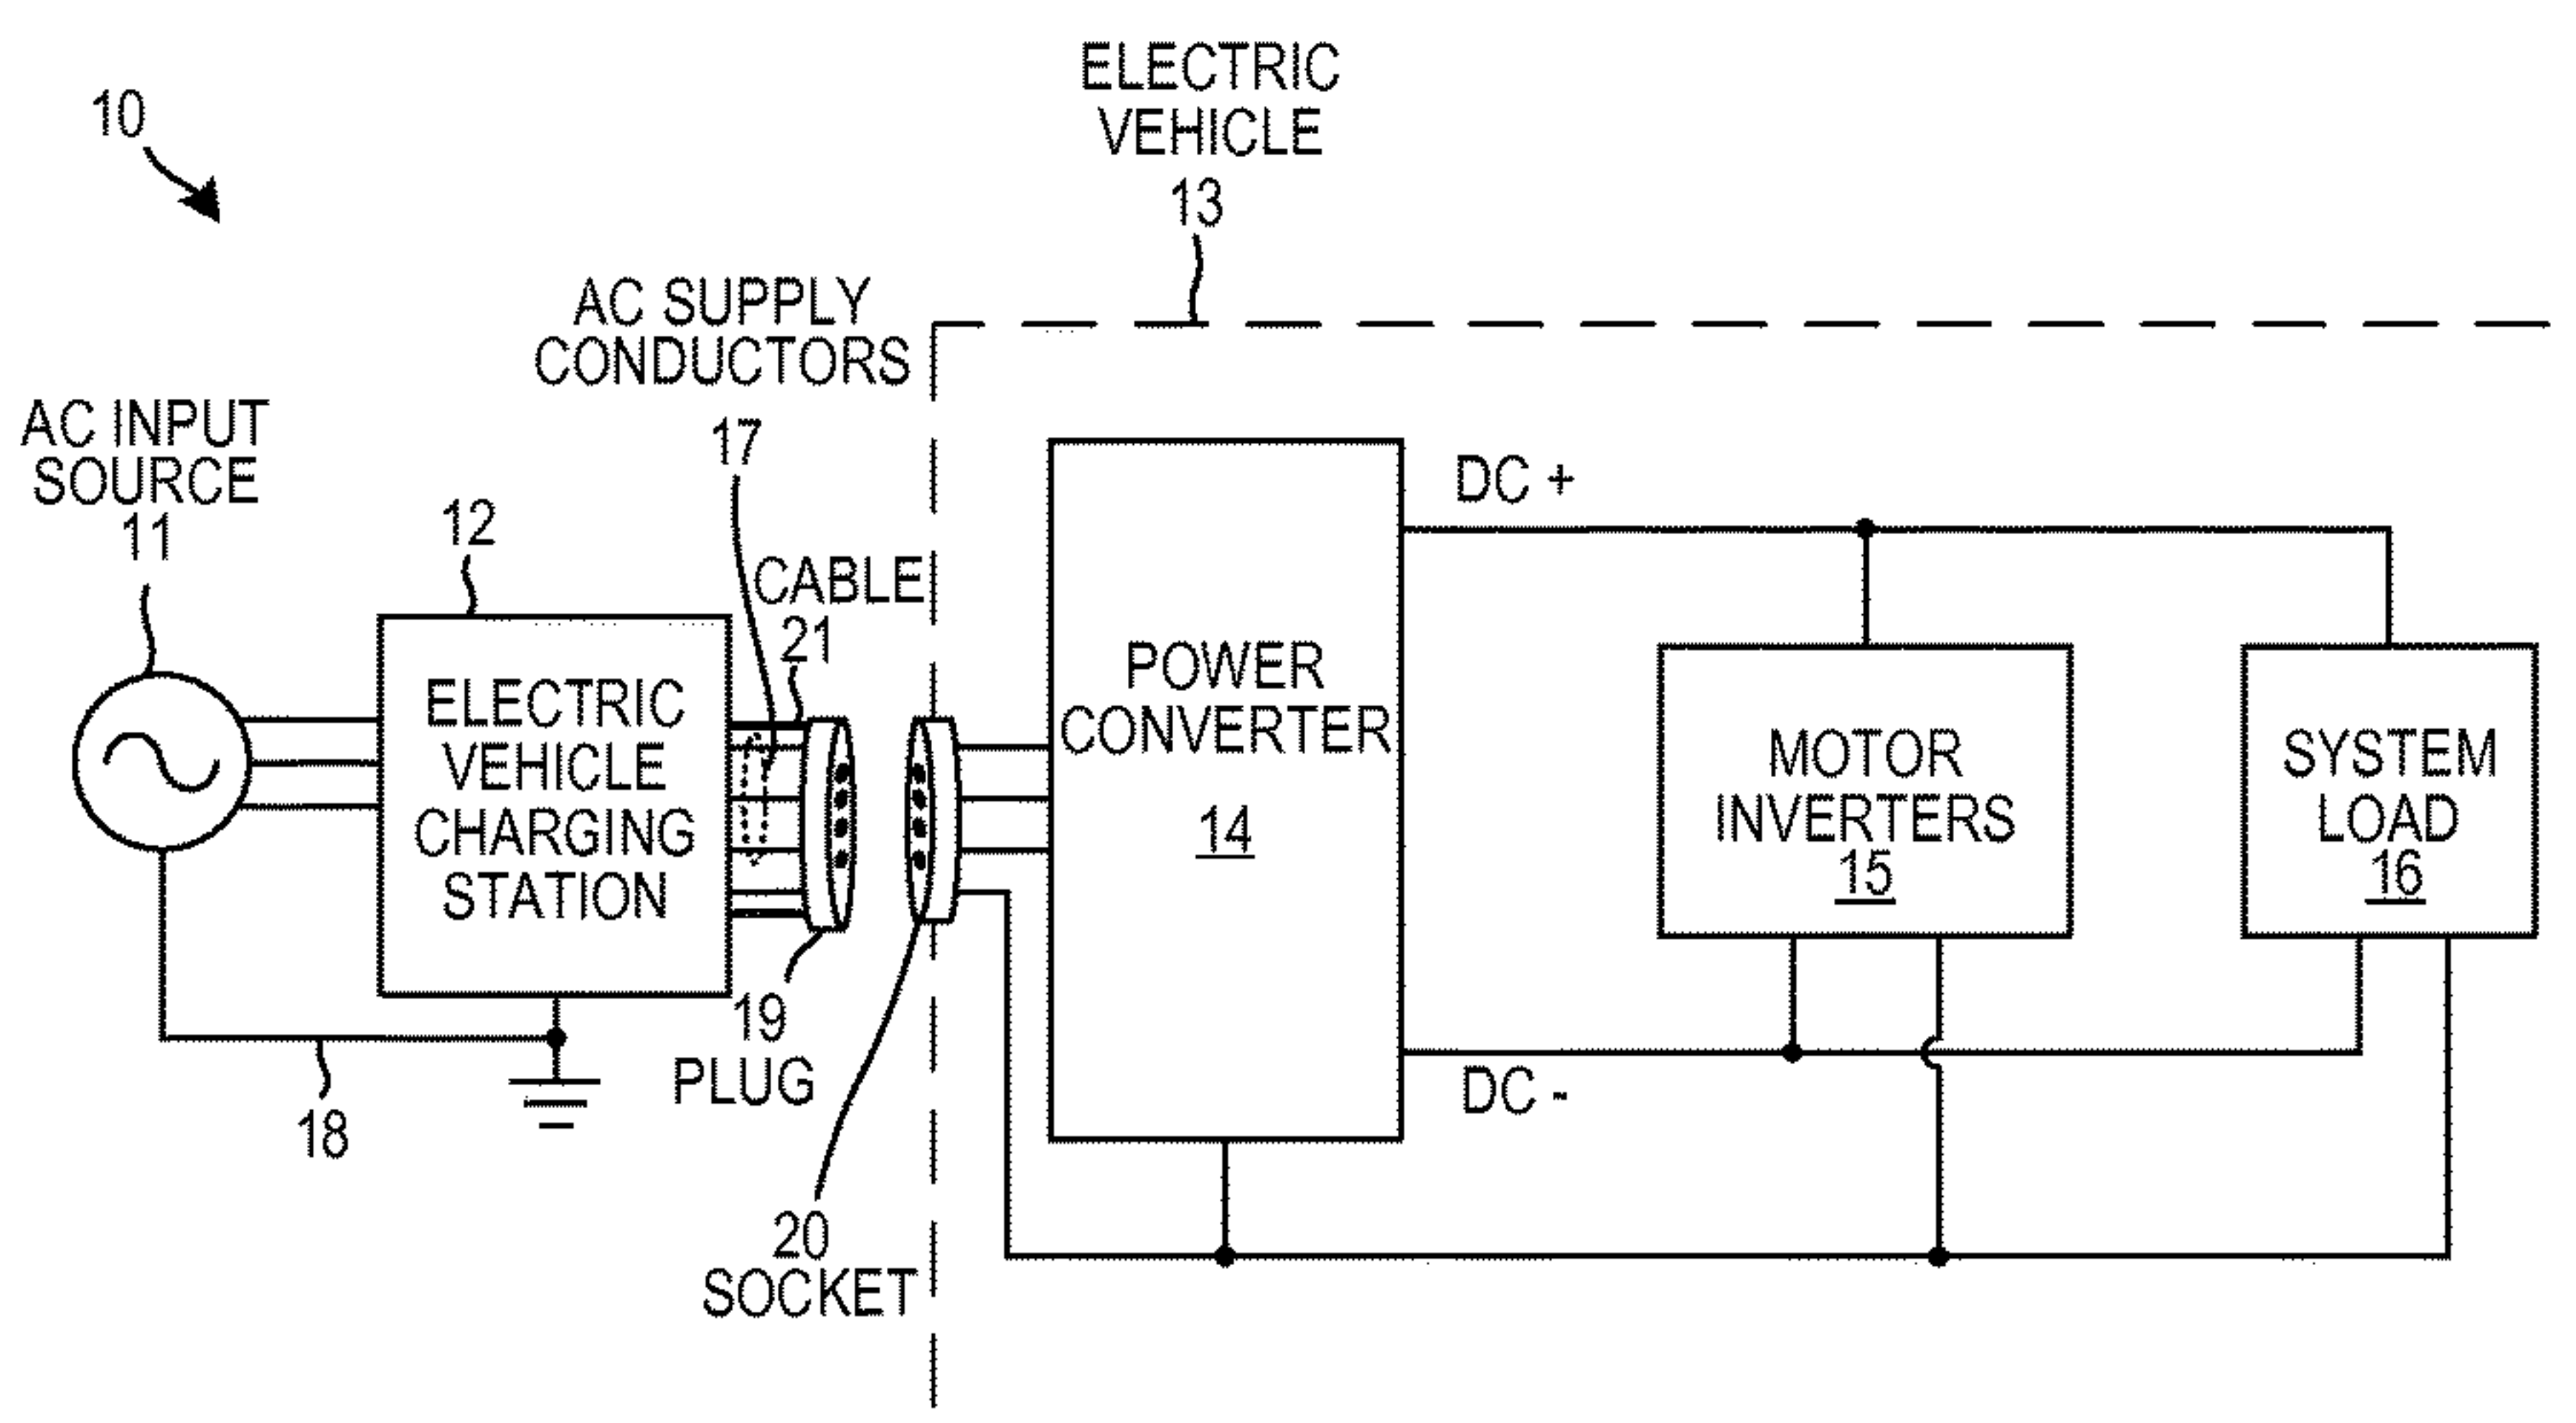 10
ELECTRIC
VEHICLE
13
AC SUPPLY
CONDUCTORS
17
AC INPUT
SOURCE
11
12
CABLE
21
ELECTRIC
VEHICLE
CHARGING
STATION
19
PLUG
18
20
SOCKET
POWER
CONVERTER
14
DC +
DC -
MOTOR
INVERTERS
15
SYSTEM
LOAD
16